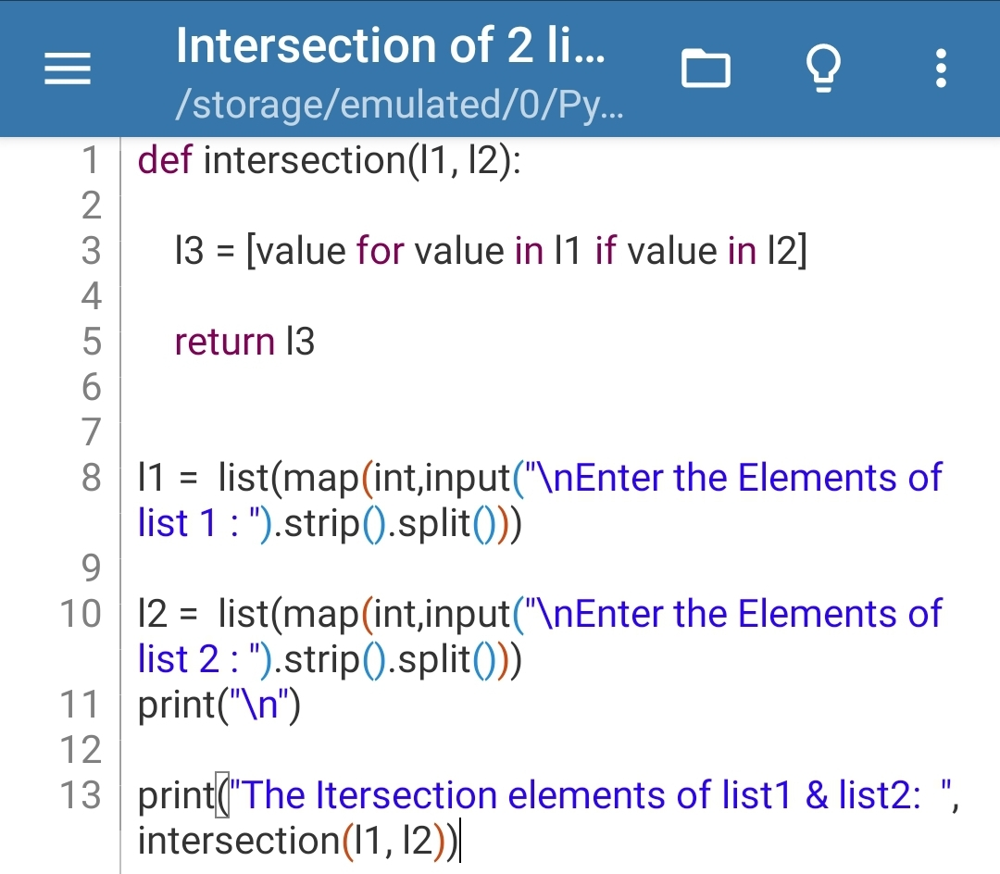 Intersection of 2 li...
/storage/emulated/0/Py...
1 def intersection(l1, l2):
2
3 l3 = [value for value in l1 if value in l2]
4
5 return l3
6
7
8 l1 =  list(map(int,input("\nEnter the Elements of
list 1 : ").strip().split()))
9
10 l2 =  list(map(int,input("\nEnter the Elements of
list 2 : ").strip().split()))
11 print("\n")
12
13 print("The Itersection elements of list1 & list2:  ",
intersection(l1, l2))